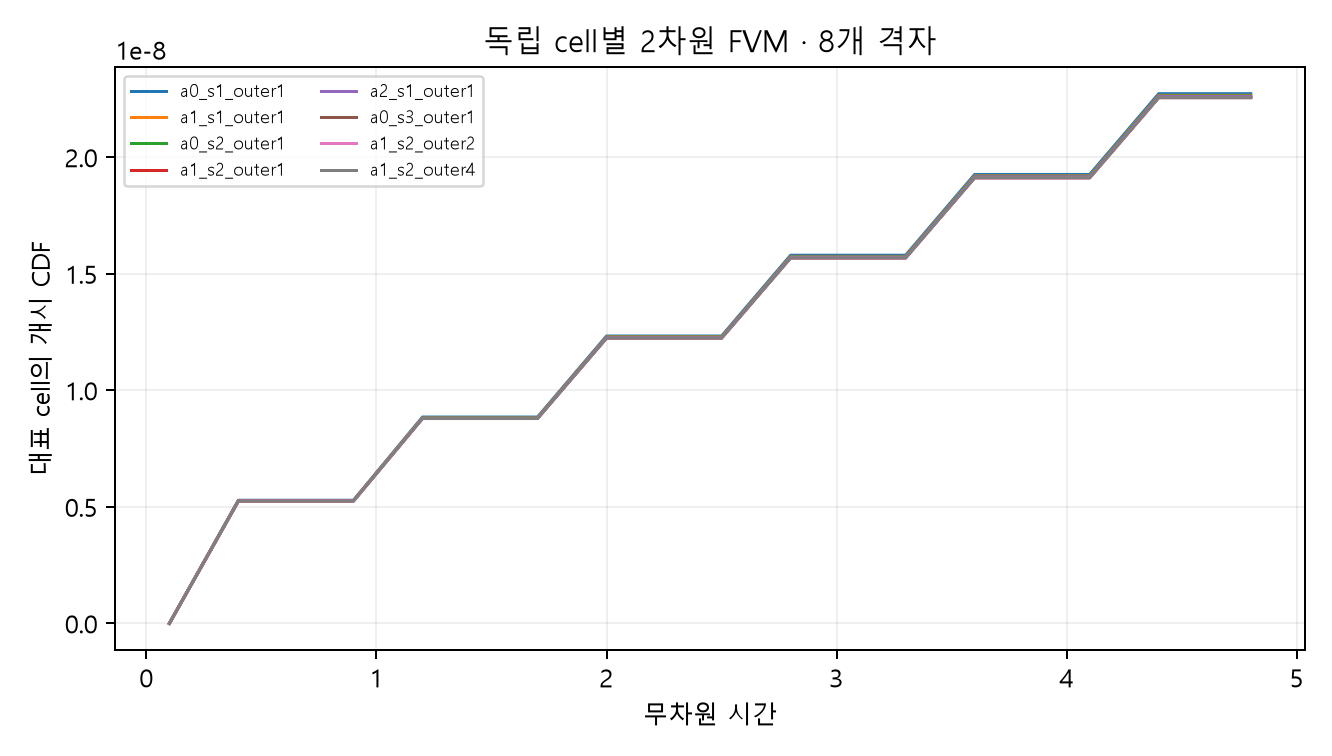 독립 cell별 2차원 FVM · 8개 격자
1e-8
a0_s1_outer1
a1_s1_outer1
a0_s2_outer1
a1_s2_outer1
a2_s1_outer1
a0_s3_outer1
a1_s2_outer2
a1_s2_outer4
대표 cell의 개시 CDF
2.0
1.5
1.0
0.5
0.0
0 1 2 3 4 5
무차원 시간